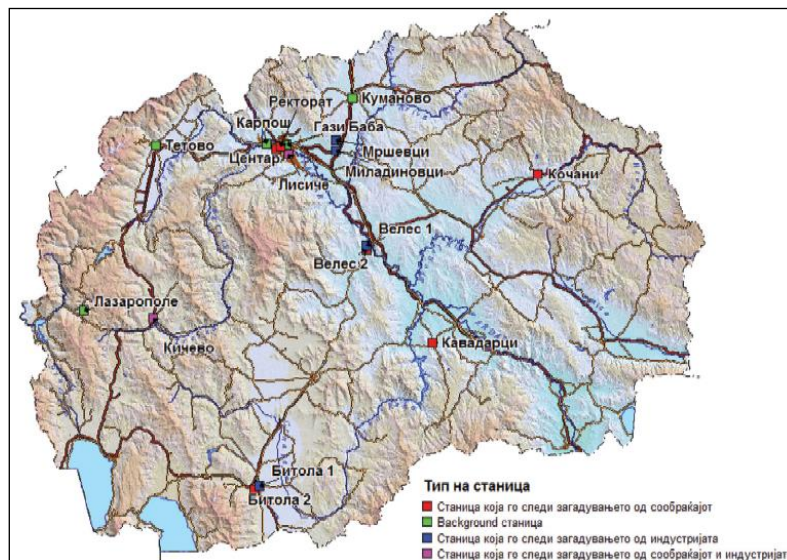 Ректорат
Куманово
Карпош
Гази Баба
Тетово
Центар
Мршевци
Миладиновци
Лисиче
Кочани
Велес 1
Велес 2
Лазарополе
Кичево
Кавадарци
Битола 1
Битола 2
Тип на станица
Станица која го следи загадувањето од сообраќајот
Background станица
Станица која го следи загадувањето од индустријата
Станица која го следи загадувањето од сообраќајот и индустријат